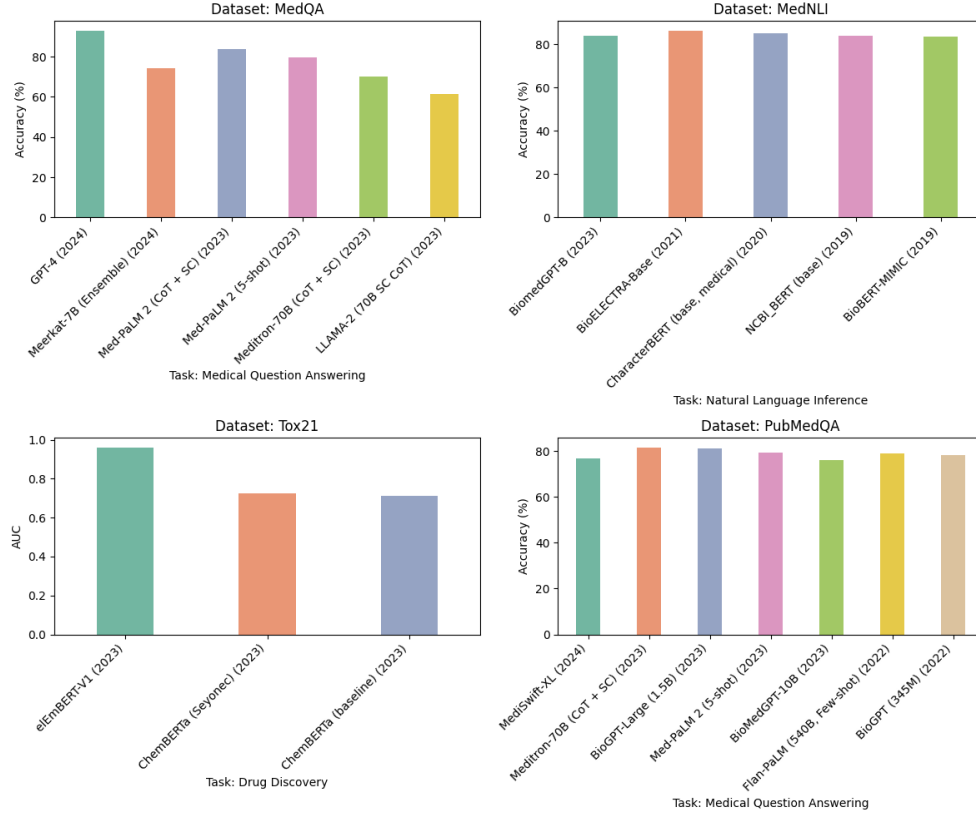 Dataset: MedQA
Accuracy (%)
80
60
40
20
0
GPT-4 (2024)
Meerkat-7B (Ensemble) (2024)
Med-PaLM 2 (CoT + SC) (2023)
Med-PaLM 2 (5-shot) (2023)
Meditron-70B (CoT + SC) (2023)
LLAMA-2 (70B SC CoT) (2023)
Task: Medical Question Answering
Dataset: MedNLI
Accuracy (%)
80
60
40
20
0
BiomedGPT-B (2023)
BioELECTRA-Base (2021)
CharacterBERT (base, medical) (2020)
NCBI_BERT (base) (2019)
BioBERT-MIMIC (2019)
Task: Natural Language Inference
Dataset: Tox21
AUC
1.0
0.8
0.6
0.4
0.2
0.0
elEmBERT-V1 (2023)
ChemBERTa (Seyonec) (2023)
ChemBERTa (baseline) (2023)
Task: Drug Discovery
Dataset: PubMedQA
Accuracy (%)
80
60
40
20
0
MediSwift-XL (2024)
Meditron-70B (CoT + SC) (2023)
BioGPT-Large (1.5B) (2023)
Med-PaLM 2 (5-shot) (2023)
BioMedGPT-10B (2023)
Flan-PaLM (540B, Few-shot) (2022)
BioGPT (345M) (2022)
Task: Medical Question Answering